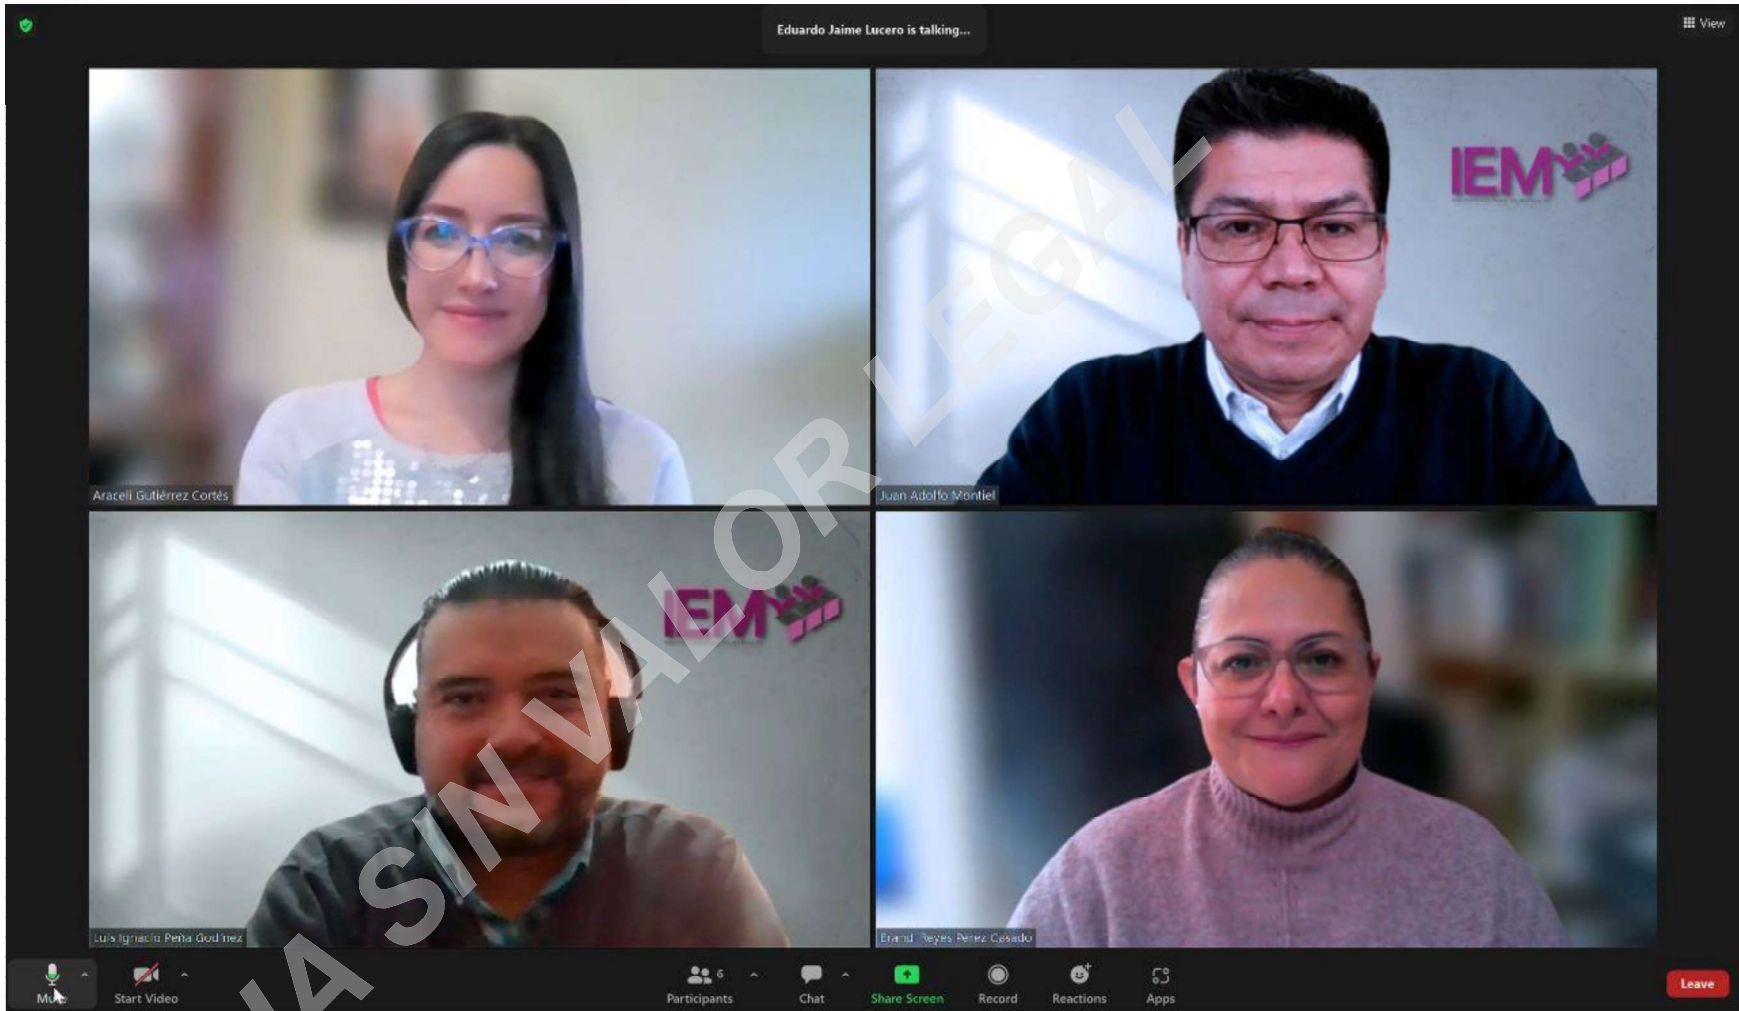 Eduardo Jaime Lucero is talking...
View
IEM
Araceli Gutiérrez Cortés
Juan Adolfo Montiel
IEM
Luis Ignacio Peña Godínez
Erandi Reyes Pérez Casado
Mute
Start Video
6
Participants
Chat
Share Screen
Record
Reactions
Apps
Leave
SIN VALOR LEGAL